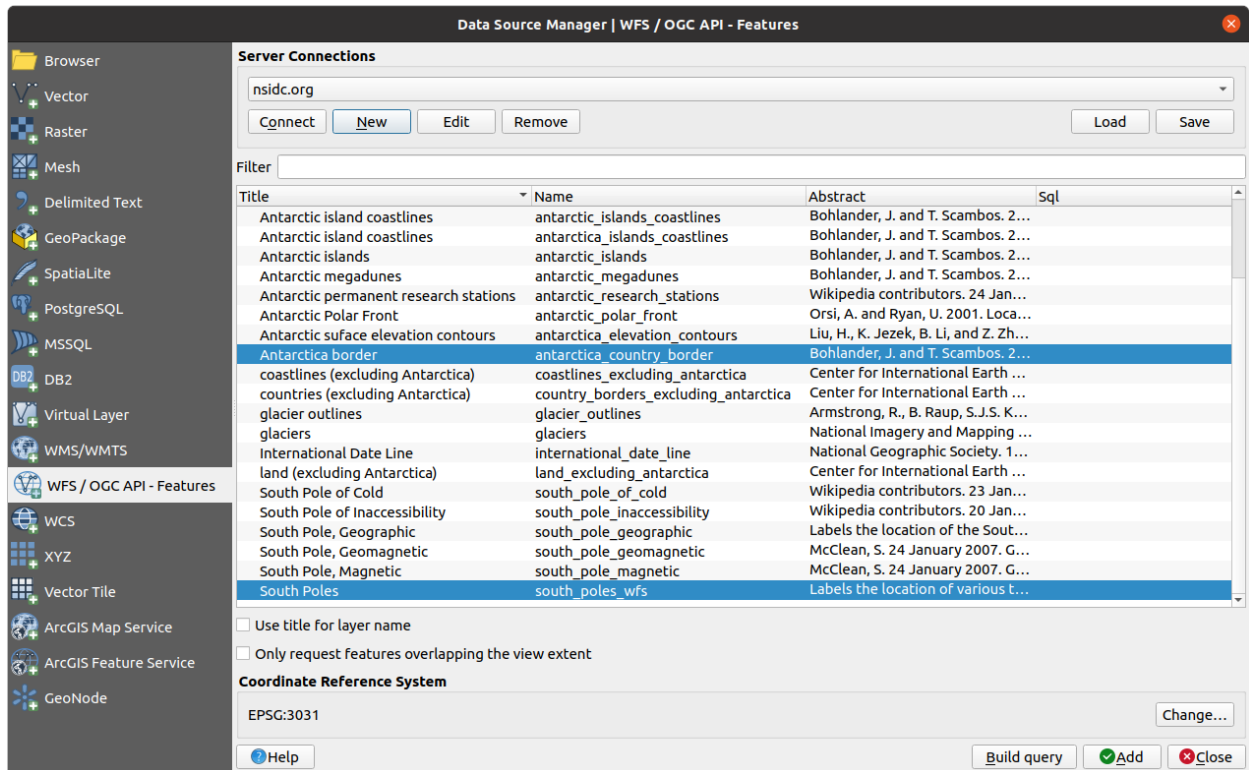 Data Source Manager | WFS / OGC API - Features
Browser
Vector
Raster
Mesh
Delimited Text
GeoPackage
SpatiaLite
PostgreSQL
MSSQL
DB2
DB2
Virtual Layer
WMS/WMTS
WFS / OGC API - Features
WCS
XYZ
Vector Tile
ArcGIS Map Service
ArcGIS Feature Service
GeoNode
Server Connections
nsidc.org
Connect New Edit Remove Load Save
Filter
Title Name Abstract Sql
Antarctic island coastlines antarctic_islands_coastlines Bohlander, J. and T. Scambos. 2...
Antarctic island coastlines antarctica_islands_coastlines Bohlander, J. and T. Scambos. 2...
Antarctic islands antarctic_islands Bohlander, J. and T. Scambos. 2...
Antarctic megadunes antarctic_megadunes Bohlander, J. and T. Scambos. 2...
Antarctic permanent research stations antarctic_research_stations Wikipedia contributors. 24 Jan...
Antarctic Polar Front antarctic_polar_front Orsi, A. and Ryan, U. 2001. Loca...
Antarctic suface elevation contours antarctica_elevation_contours Liu, H., K. Jezek, B. Li, and Z. Zh...
Antarctica border antarctica_country_border Bohlander, J. and T. Scambos. 2...
coastlines (excluding Antarctica) coastlines_excluding_antarctica Center for International Earth ...
countries (excluding Antarctica) country_borders_excluding_antarctica Center for International Earth ...
glacier outlines glacier_outlines Armstrong, R., B. Raup, S.J.S. K...
glaciers glaciers National Imagery and Mapping ...
International Date Line international_date_line National Geographic Society. 1...
land (excluding Antarctica) land_excluding_antarctica Center for International Earth ...
South Pole of Cold south_pole_of_cold Wikipedia contributors. 23 Jan...
South Pole of Inaccessibility south_pole_inaccessibility Wikipedia contributors. 20 Jan...
South Pole, Geographic south_pole_geographic Labels the location of the Sout...
South Pole, Geomagnetic south_pole_geomagnetic McClean, S. 24 January 2007. G...
South Pole, Magnetic south_pole_magnetic McClean, S. 24 January 2007. G...
South Poles south_poles_wfs Labels the location of various t...
Use title for layer name
Only request features overlapping the view extent
Coordinate Reference System
EPSG:3031 Change...
Help Build query Add Close